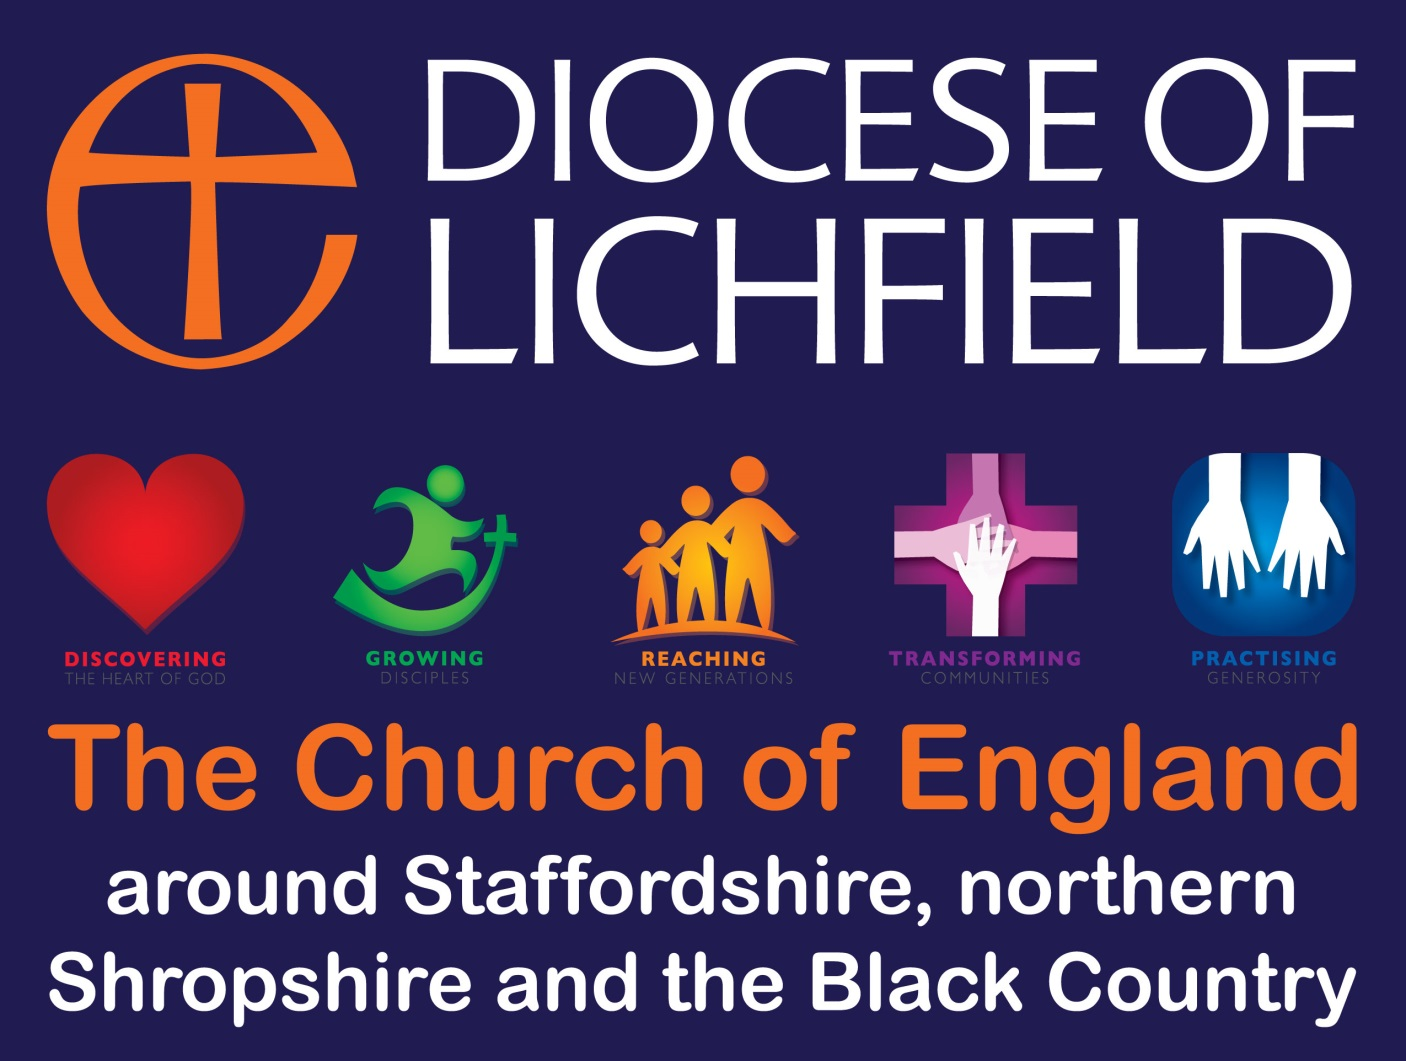 DIOCESE OF
LICHFIELD
DISCOVERING
THE HEART OF GOD
GROWING
DISCIPLES
REACHING
NEW GENERATIONS
TRANSFORMING
COMMUNITIES
PRACTISING
GENEROSITY
The Church of England
around Staffordshire, northern
Shropshire and the Black Country